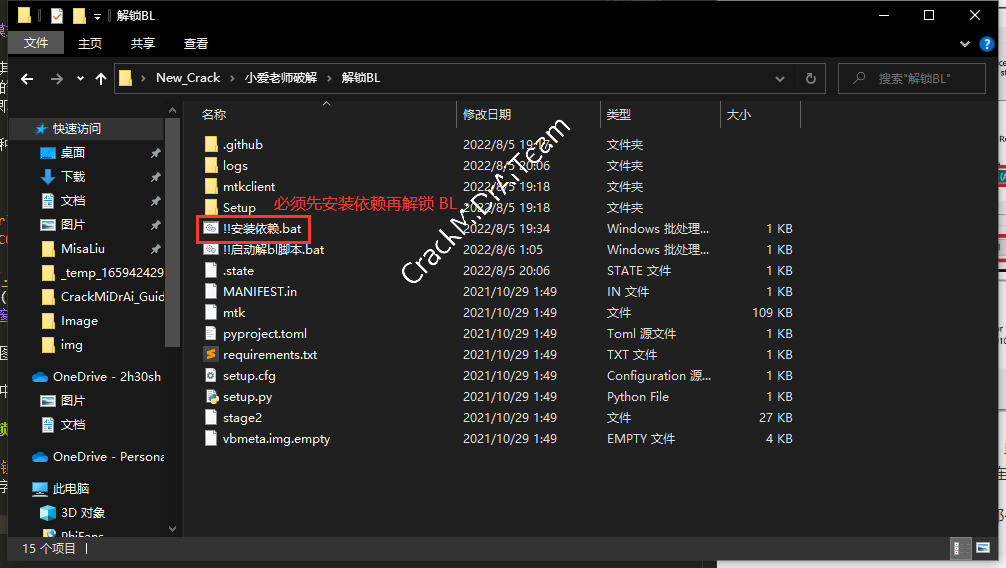 解锁BL
文件 主页 共享 查看
New_Crack 小爱老师破解 解锁BL 搜索"解锁BL"
名称 修改日期 类型 大小
快速访问
桌面
下载
文档
图片
MisaLiu
_temp_165942429
CrackMiDrAi_Guid
Image
img
OneDrive - 2h30sh
图片
文档
OneDrive - Persona
此电脑
3D 对象
PhiFans
.github 文件夹
logs 2022/8/5 20:06 文件夹
mtkclient 2022/8/5 19:18 文件夹
Setup 2022/8/5 19:18 文件夹
必须先安装依赖再解锁 BL
!!安装依赖.bat 2022/8/5 19:34 Windows 批处理... 1 KB
!!启动解bl脚本.bat 2022/8/6 1:05 Windows 批处理... 1 KB
.state 2022/8/5 20:06 STATE 文件 1 KB
MANIFEST.in 2021/10/29 1:49 IN 文件 1 KB
mtk 2021/10/29 1:49 文件 109 KB
pyproject.toml 2021/10/29 1:49 Toml 源文件 1 KB
requirements.txt 2021/10/29 1:49 TXT 文件 1 KB
setup.cfg 2021/10/29 1:49 Configuration 源... 1 KB
setup.py 2021/10/29 1:49 Python File 1 KB
stage2 2021/10/29 1:49 文件 27 KB
vbmeta.img.empty 2021/10/29 1:49 EMPTY 文件 4 KB
CrackMiDrAiTeam
15 个项目